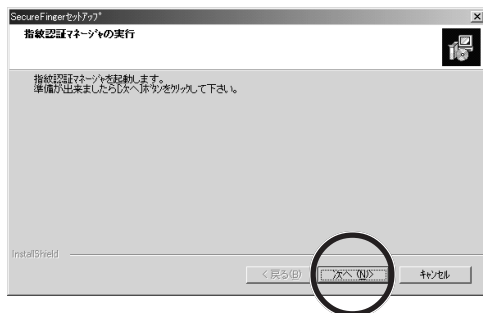 SecureFingerｾｯﾄｱｯﾌﾟ
指紋認証ﾏﾈｰｼﾞｬの実行
指紋認証ﾏﾈｰｼﾞｬを起動します。
準備が出来ましたら[次へ]ﾎﾞﾀﾝをｸﾘｯｸして下さい。
InstallShield
< 戻る(B)
次へ (N)>
ｷｬﾝｾﾙ